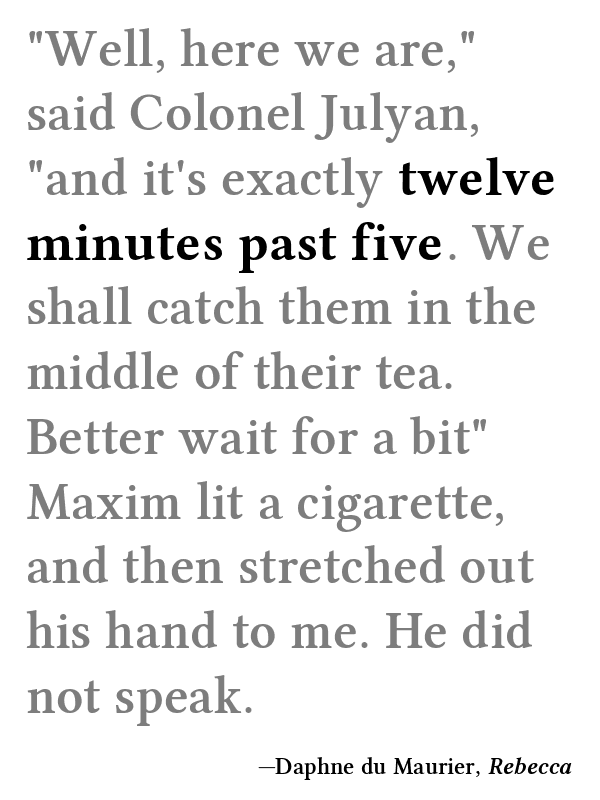 "Well, here we are,"
said Colonel Julyan,
"and it's exactly twelve
minutes past five. We
shall catch them in the
middle of their tea.
Better wait for a bit"
Maxim lit a cigarette,
and then stretched out
his hand to me. He did
not speak.
—Daphne du Maurier, Rebecca